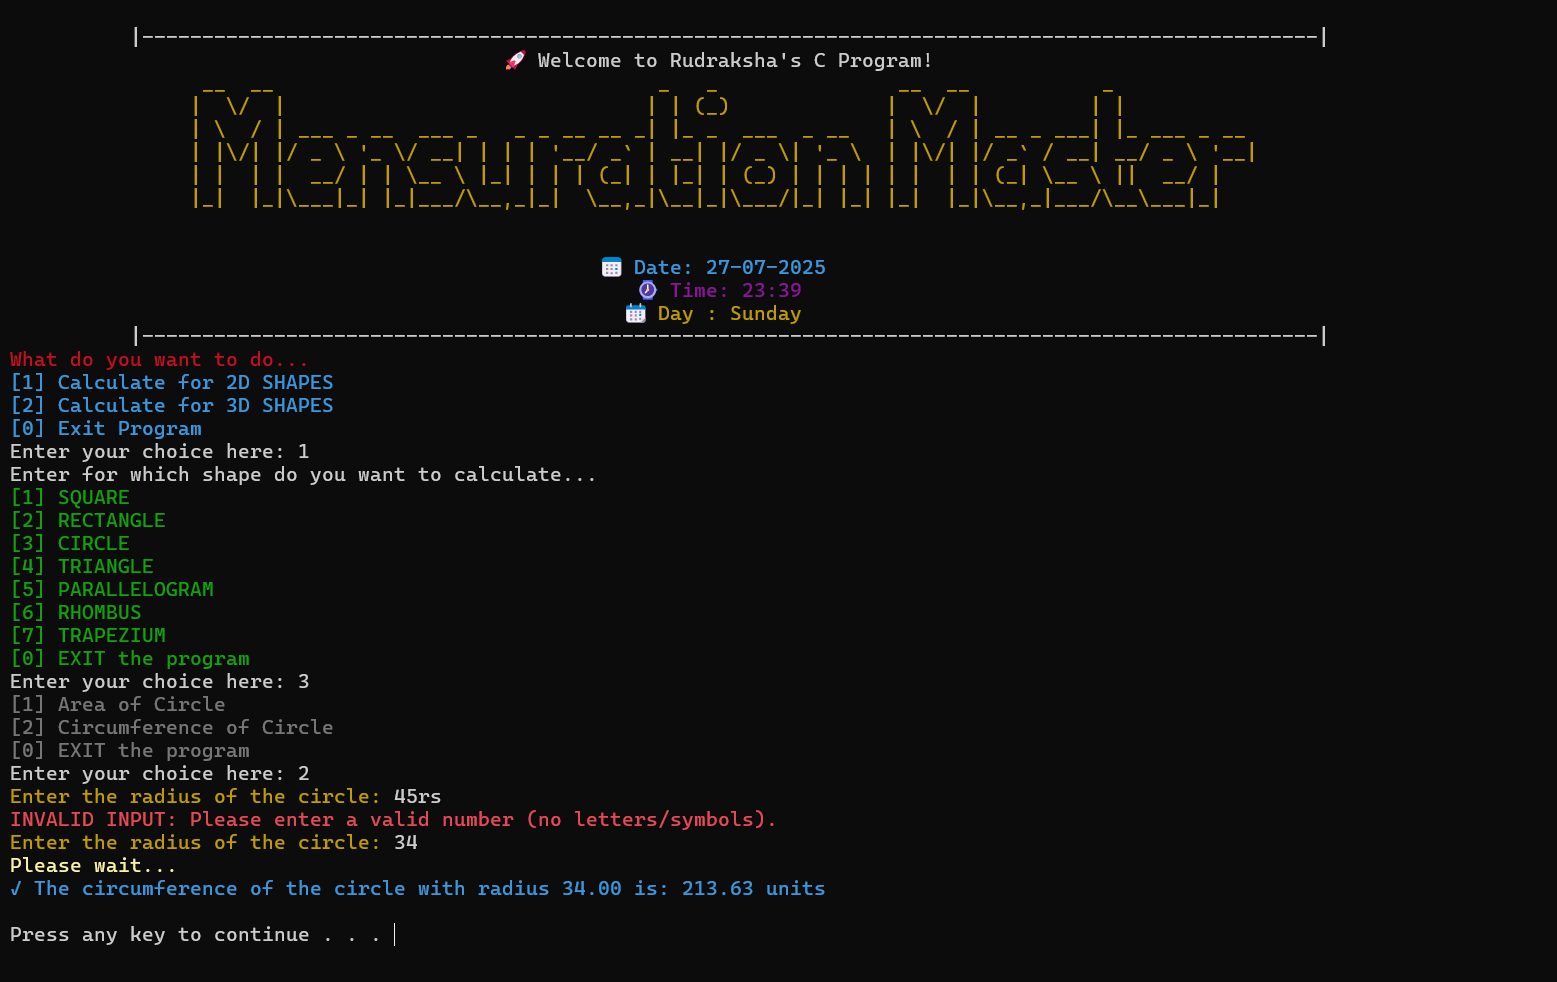 |--------------------------------------------------------------------------------------------------|
🚀 Welcome to Rudraksha's C Program!
Mensuration Master
📅 Date: 27-07-2025
⌚ Time: 23:39
📆 Day : Sunday
|--------------------------------------------------------------------------------------------------|
What do you want to do...
[1] Calculate for 2D SHAPES
[2] Calculate for 3D SHAPES
[0] Exit Program
Enter your choice here: 1
Enter for which shape do you want to calculate...
[1] SQUARE
[2] RECTANGLE
[3] CIRCLE
[4] TRIANGLE
[5] PARALLELOGRAM
[6] RHOMBUS
[7] TRAPEZIUM
[0] EXIT the program
Enter your choice here: 3
[1] Area of Circle
[2] Circumference of Circle
[0] EXIT the program
Enter your choice here: 2
Enter the radius of the circle: 45rs
INVALID INPUT: Please enter a valid number (no letters/symbols).
Enter the radius of the circle: 34
Please wait...
√ The circumference of the circle with radius 34.00 is: 213.63 units
Press any key to continue . . .